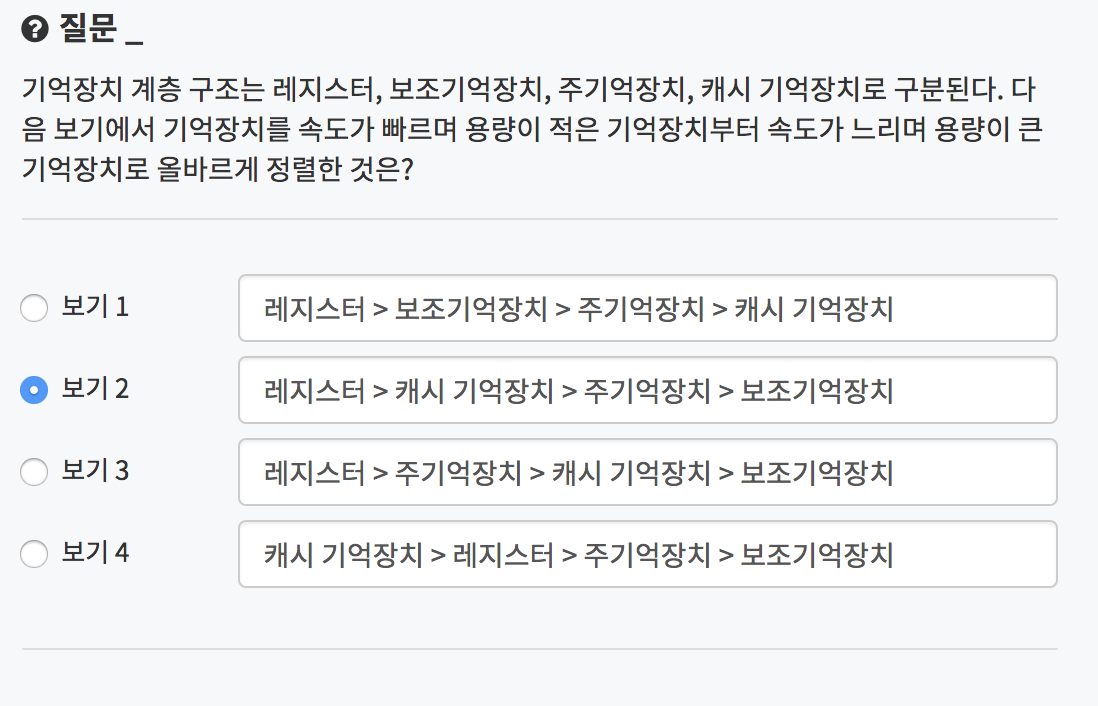 질문 _
기억장치 계층 구조는 레지스터, 보조기억장치, 주기억장치, 캐시 기억장치로 구분된다. 다
음 보기에서 기억장치를 속도가 빠르며 용량이 적은 기억장치부터 속도가 느리며 용량이 큰
기억장치로 올바르게 정렬한 것은?
보기 1 레지스터 > 보조기억장치 > 주기억장치 > 캐시 기억장치
보기 2 레지스터 > 캐시 기억장치 > 주기억장치 > 보조기억장치
보기 3 레지스터 > 주기억장치 > 캐시 기억장치 > 보조기억장치
보기 4 캐시 기억장치 > 레지스터 > 주기억장치 > 보조기억장치